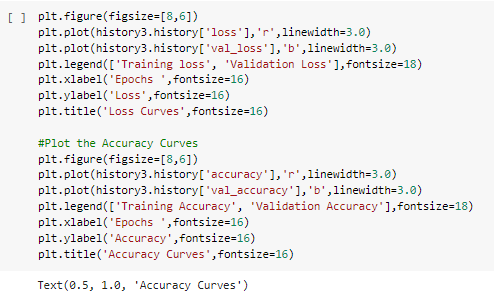 [ ] plt.figure(figsize=[8,6])
plt.plot(history3.history['loss'],'r',linewidth=3.0)
plt.plot(history3.history['val_loss'],'b',linewidth=3.0)
plt.legend(['Training loss', 'Validation Loss'],fontsize=18)
plt.xlabel('Epochs ',fontsize=16)
plt.ylabel('Loss',fontsize=16)
plt.title('Loss Curves',fontsize=16)

#Plot the Accuracy Curves
plt.figure(figsize=[8,6])
plt.plot(history3.history['accuracy'],'r',linewidth=3.0)
plt.plot(history3.history['val_accuracy'],'b',linewidth=3.0)
plt.legend(['Training Accuracy', 'Validation Accuracy'],fontsize=18)
plt.xlabel('Epochs ',fontsize=16)
plt.ylabel('Accuracy',fontsize=16)
plt.title('Accuracy Curves',fontsize=16)

Text(0.5, 1.0, 'Accuracy Curves')